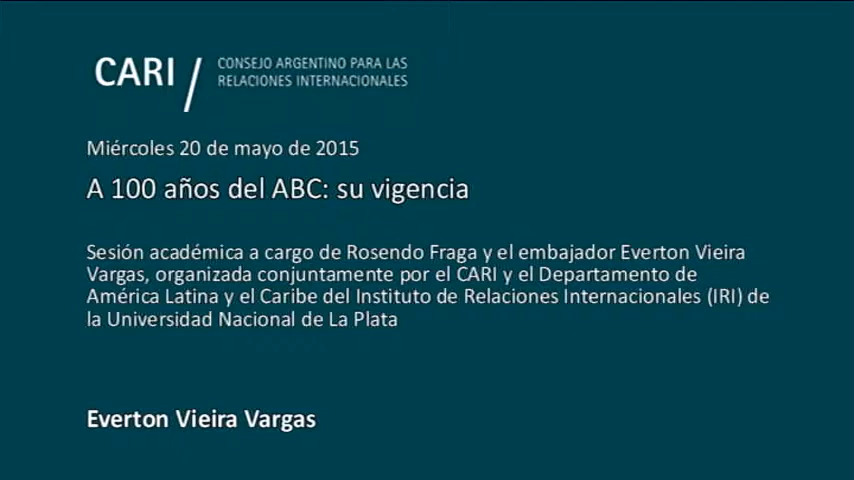 CARI / CONSEJO ARGENTINO PARA LAS
RELACIONES INTERNACIONALES
Miércoles 20 de mayo de 2015
A 100 años del ABC: su vigencia
Sesión académica a cargo de Rosendo Fraga y el embajador Everton Vieira
Vargas, organizada conjuntamente por el CARI y el Departamento de
América Latina y el Caribe del Instituto de Relaciones Internacionales (IRI) de
la Universidad Nacional de La Plata
Everton Vieira Vargas